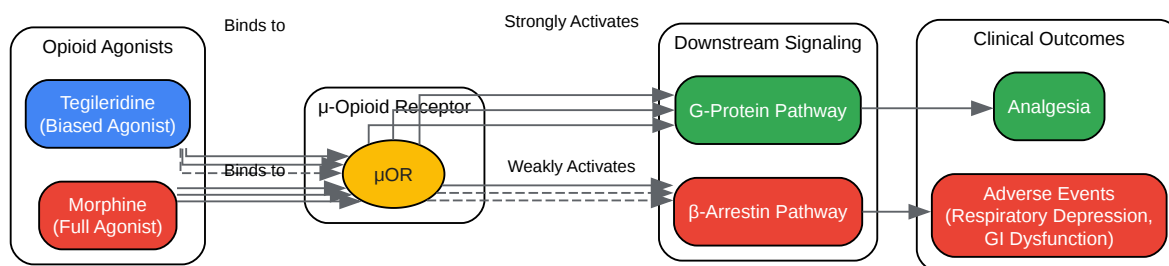 Binds to
Strongly Activates
Opioid Agonists
Downstream Signaling
Clinical Outcomes
Tegileridine
(Biased Agonist)
μ-Opioid Receptor
G-Protein Pathway
Analgesia
Binds to
μOR
Weakly Activates
Morphine
(Full Agonist)
β-Arrestin Pathway
Adverse Events
(Respiratory Depression,
GI Dysfunction)